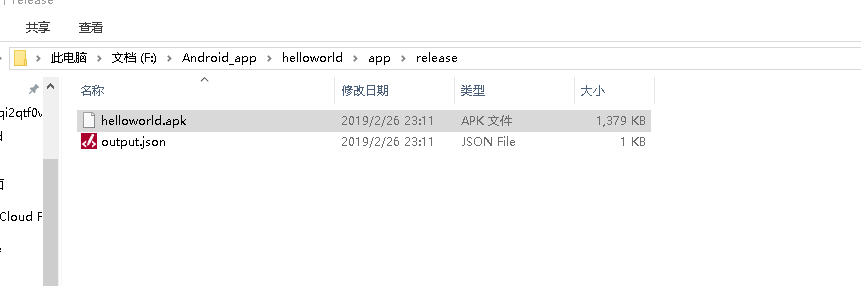 release
共享 查看
此电脑 文档 (F:) Android_app helloworld app release
名称 修改日期 类型 大小
helloworld.apk 2019/2/26 23:11 APK 文件 1,379 KB
output.json 2019/2/26 23:11 JSON File 1 KB
qi2qtf0v
Cloud F